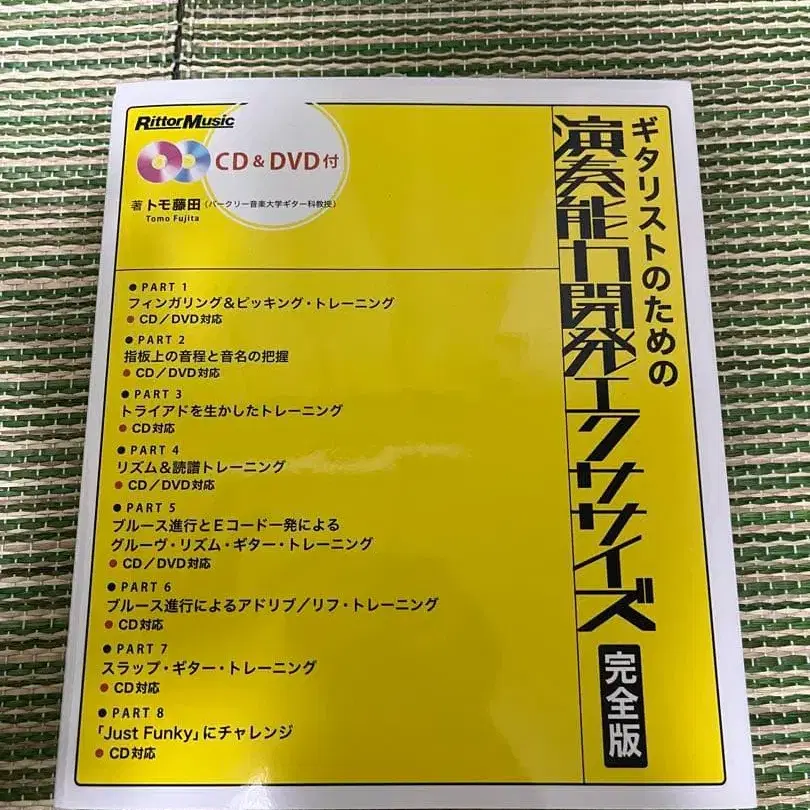 ギタリストのための
演奏能力開発エクササイズ
完全版
RittorMusic
CD & DVD付
著 トモ藤田(バークリー音楽大学ギター科教授)
Tomo Fujita
● PART 1
フィンガリング&ピッキング・トレーニング
● CD/DVD対応
● PART 2
指板上の音程と音名の把握
● CD/DVD対応
● PART 3
トライアドを生かしたトレーニング
● CD対応
● PART 4
リズム&読譜トレーニング
● CD/DVD対応
● PART 5
ブルース進行とEコード一発による
グルーヴ・リズム・ギター・トレーニング
● CD/DVD対応
● PART 6
ブルース進行によるアドリブ/リフ・トレーニング
● CD対応
● PART 7
スラップ・ギター・トレーニング
● CD対応
● PART 8
「Just Funky」にチャレンジ
● CD対応